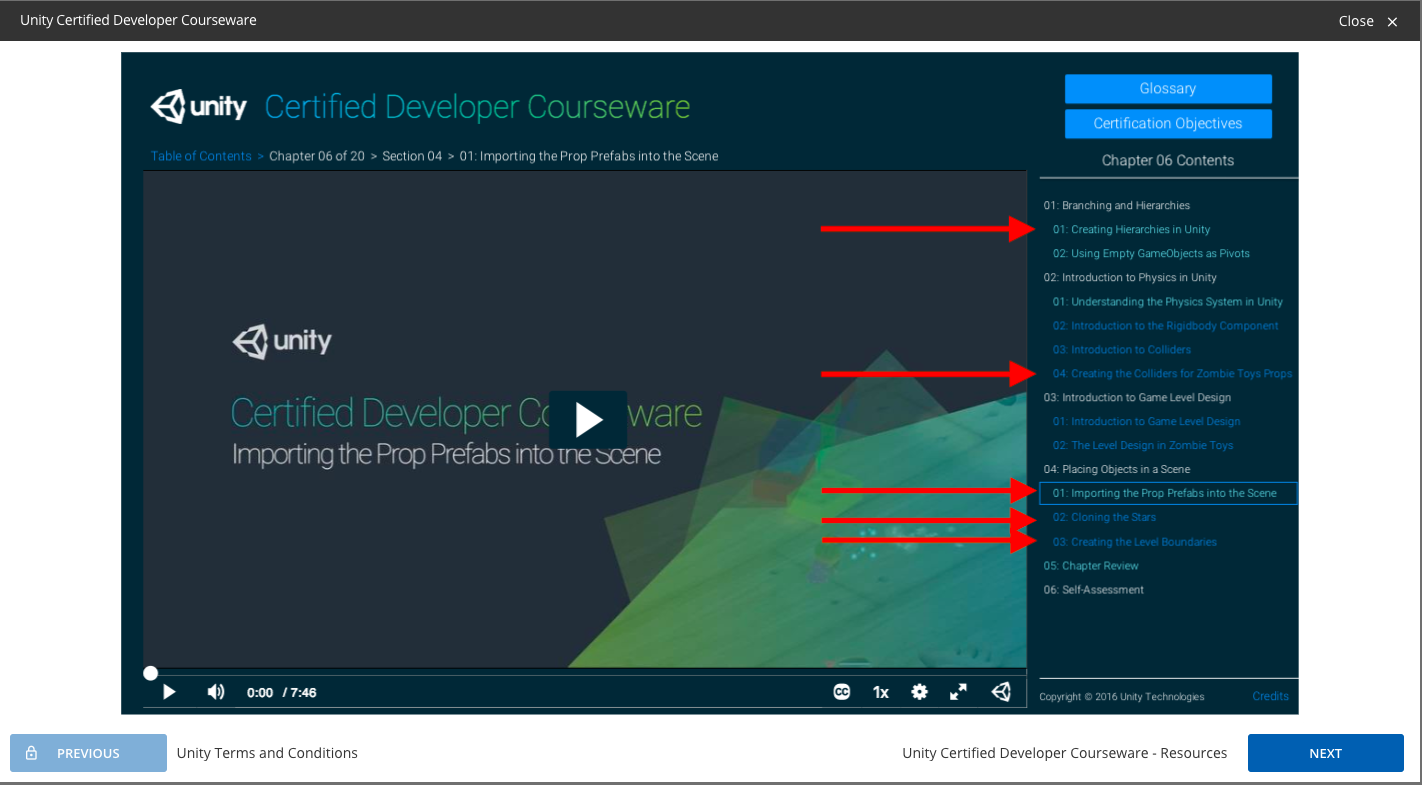 Unity Certified Developer Courseware
Close
unity Certified Developer Courseware
Glossary
Certification Objectives
Table of Contents > Chapter 06 of 20 > Section 04 > 01: Importing the Prop Prefabs into the Scene
Chapter 06 Contents
01: Branching and Hierarchies
01: Creating Hierarchies in Unity
02: Using Empty GameObjects as Pivots
02: Introduction to Physics in Unity
01: Understanding the Physics System in Unity
02: Introduction to the Rigidbody Component
03: Introduction to Colliders
04: Creating the Colliders for Zombie Toys Props
03: Introduction to Game Level Design
01: Introduction to Game Level Design
02: The Level Design in Zombie Toys
04: Placing Objects in a Scene
01: Importing the Prop Prefabs into the Scene
02: Cloning the Stars
03: Creating the Level Boundaries
05: Chapter Review
06: Self-Assessment
unity
Certified Developer Co ware
Importing the Prop Prefabs into the Scene
0:00 / 7:46
CC
1x
Copyright © 2016 Unity Technologies
Credits
PREVIOUS
Unity Terms and Conditions
Unity Certified Developer Courseware - Resources
NEXT